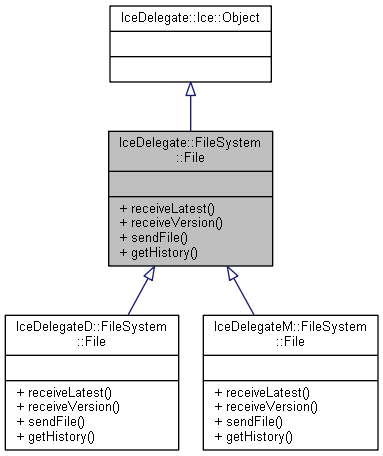 IceDelegate::Ice::Object
IceDelegate::FileSystem
::File
+ receiveLatest()
+ receiveVersion()
+ sendFile()
+ getHistory()
IceDelegateD::FileSystem
::File
+ receiveLatest()
+ receiveVersion()
+ sendFile()
+ getHistory()
IceDelegateM::FileSystem
::File
+ receiveLatest()
+ receiveVersion()
+ sendFile()
+ getHistory()